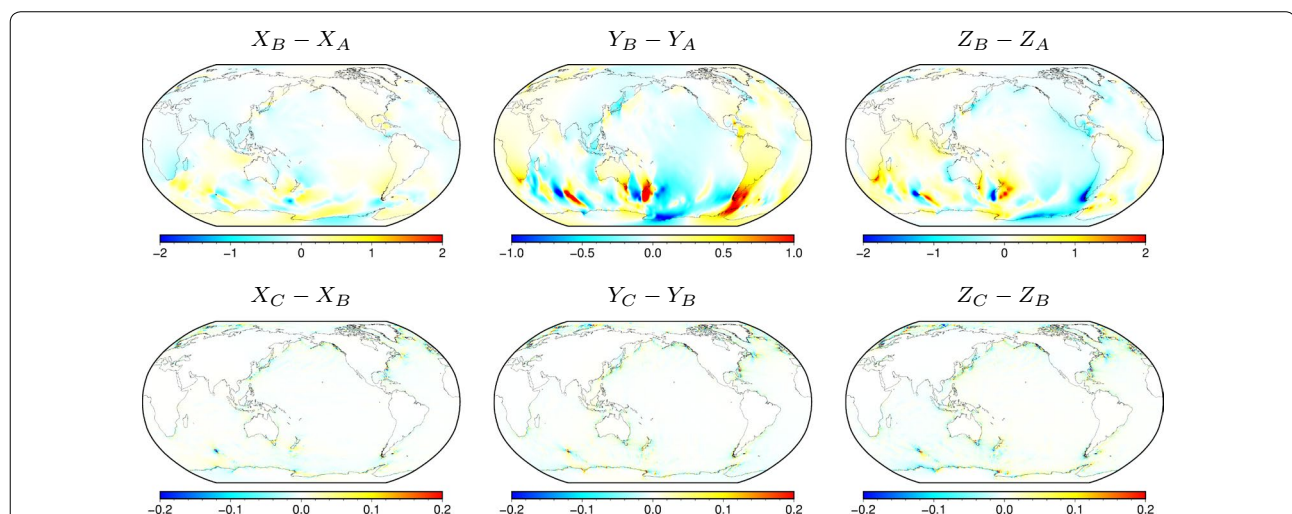 X_B − X_A Y_B − Y_A Z_B − Z_A
−2 −1 0 1 2 −1.0 −0.5 0.0 0.5 1.0 −2 −1 0 1 2
X_C − X_B Y_C − Y_B Z_C − Z_B
−0.2 −0.1 0.0 0.1 0.2 −0.2 −0.1 0.0 0.1 0.2 −0.2 −0.1 0.0 0.1 0.2